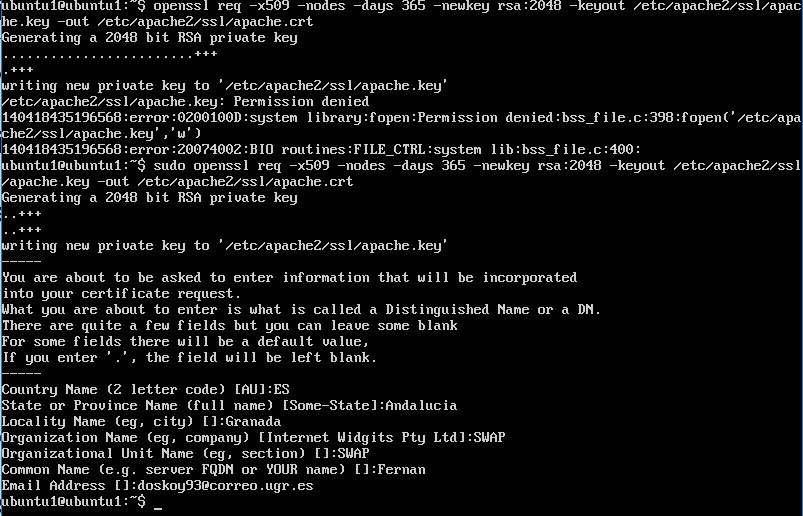 ubuntu1@ubuntu1:~$ openssl req -x509 -nodes -days 365 -newkey rsa:2048 -keyout /etc/apache2/ssl/apac
he.key -out /etc/apache2/ssl/apache.crt
Generating a 2048 bit RSA private key
........................+++
.+++
writing new private key to '/etc/apache2/ssl/apache.key'
/etc/apache2/ssl/apache.key: Permission denied
140418435196568:error:0200100D:system library:fopen:Permission denied:bss_file.c:398:fopen('/etc/apa
che2/ssl/apache.key','w')
140418435196568:error:20074002:BIO routines:FILE_CTRL:system lib:bss_file.c:400:
ubuntu1@ubuntu1:~$ sudo openssl req -x509 -nodes -days 365 -newkey rsa:2048 -keyout /etc/apache2/ssl
/apache.key -out /etc/apache2/ssl/apache.crt
Generating a 2048 bit RSA private key
..+++
..+++
writing new private key to '/etc/apache2/ssl/apache.key'
-----
You are about to be asked to enter information that will be incorporated
into your certificate request.
What you are about to enter is what is called a Distinguished Name or a DN.
There are quite a few fields but you can leave some blank
For some fields there will be a default value,
If you enter '.', the field will be left blank.
-----
Country Name (2 letter code) [AU]:ES
State or Province Name (full name) [Some-State]:Andalucia
Locality Name (eg, city) []:Granada
Organization Name (eg, company) [Internet Widgits Pty Ltd]:SWAP
Organizational Unit Name (eg, section) []:SWAP
Common Name (e.g. server FQDN or YOUR name) []:Fernan
Email Address []:doskoy93@correo.ugr.es
ubuntu1@ubuntu1:~$ _